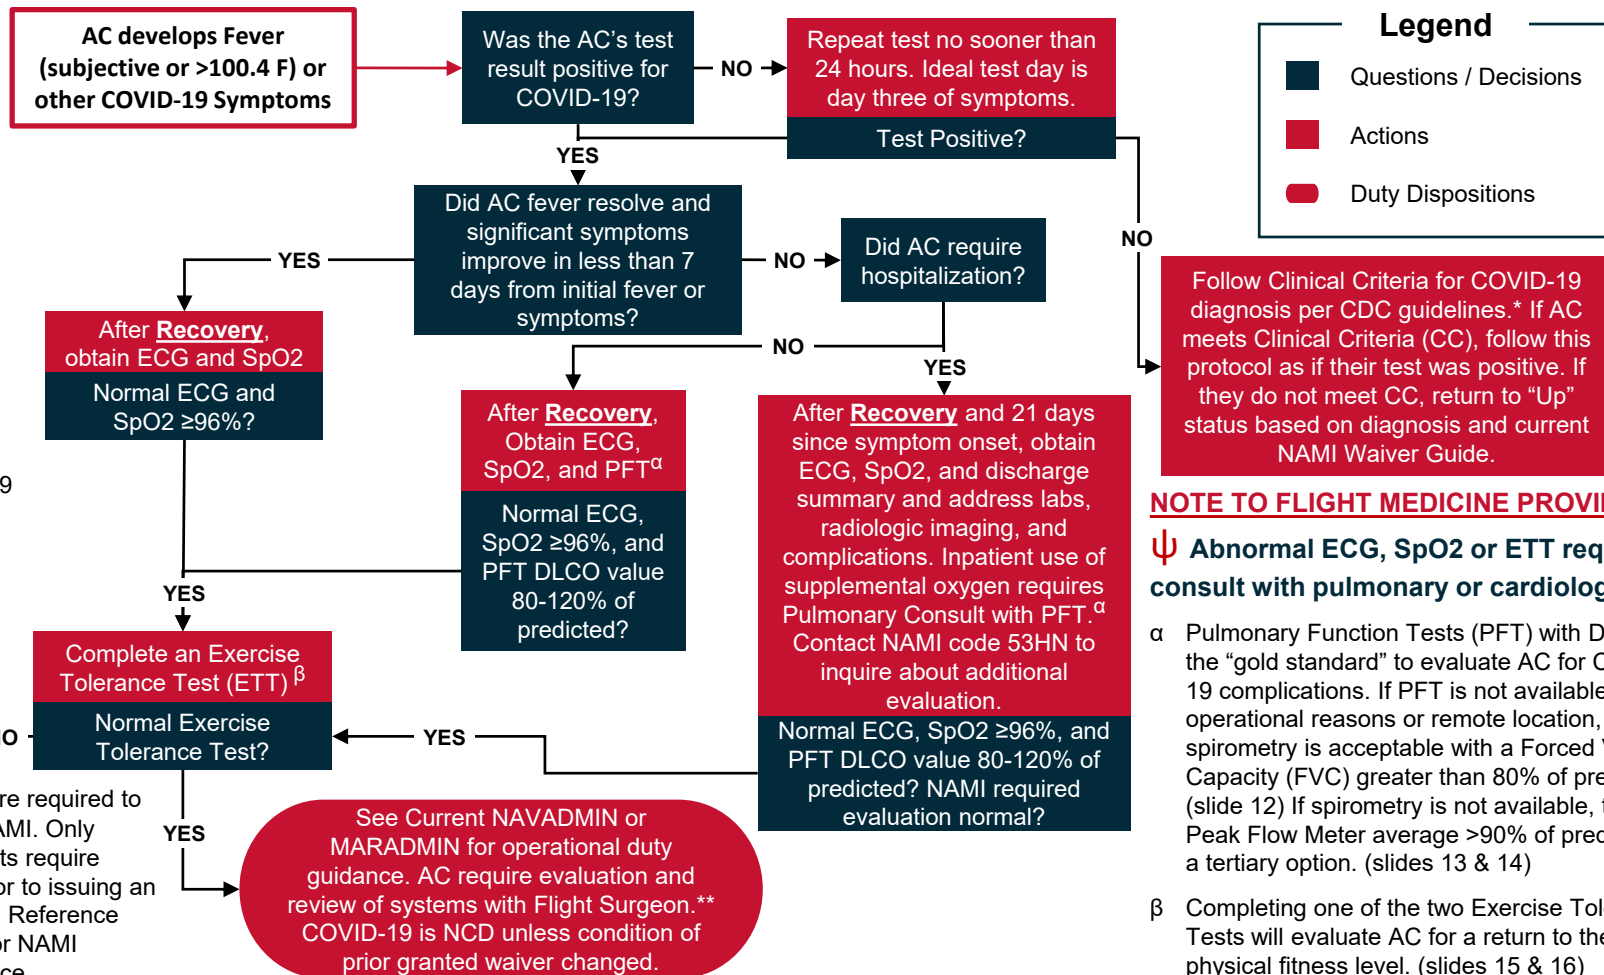 AC develops Fever
(subjective or >100.4 F) or
other COVID-19 Symptoms
Was the AC's test
result positive for
COVID-19?
NO
Repeat test no sooner than
24 hours. Ideal test day is
day three of symptoms.
Test Positive?
Legend
Questions / Decisions
Actions
Duty Dispositions
YES
NO
Did AC fever resolve and
significant symptoms
improve in less than 7
days from initial fever or
symptoms?
YES
NO
Did AC require
hospitalization?
Follow Clinical Criteria for COVID-19
diagnosis per CDC guidelines.* If AC
meets Clinical Criteria (CC), follow this
protocol as if their test was positive. If
they do not meet CC, return to “Up”
status based on diagnosis and current
NAMI Waiver Guide.
After Recovery,
obtain ECG and SpO2
Normal ECG and
SpO2 ≥96%?
NO
YES
After Recovery,
Obtain ECG,
SpO2, and PFTα
Normal ECG,
SpO2 ≥96%, and
PFT DLCO value
80-120% of
predicted?
After Recovery and 21 days
since symptom onset, obtain
ECG, SpO2, and discharge
summary and address labs,
radiologic imaging, and
complications. Inpatient use of
supplemental oxygen requires
Pulmonary Consult with PFT.α
Contact NAMI code 53HN to
inquire about additional
evaluation.
Normal ECG, SpO2 ≥96%, and
PFT DLCO value 80-120% of
predicted? NAMI required
evaluation normal?
9
YES
Complete an Exercise
Tolerance Test (ETT) β
Normal Exercise
Tolerance Test?
YES
re required to
AMI. Only
ts require
or to issuing an
Reference
or NAMI
YES
See Current NAVADMIN or
MARADMIN for operational duty
guidance. AC require evaluation and
review of systems with Flight Surgeon.**
COVID-19 is NCD unless condition of
prior granted waiver changed.
NOTE TO FLIGHT MEDICINE
ψ Abnormal ECG, SpO2 or ETT
consult with pulmonary or
α Pulmonary Function Tests (PFT) with
the “gold standard” to evaluate AC for
19 complications. If PFT is not available
operational reasons or remote location,
spirometry is acceptable with a Forced
Capacity (FVC) greater than 80% of
(slide 12) If spirometry is not available,
Peak Flow Meter average >90% of
a tertiary option. (slides 13 & 14)
β Completing one of the two Exercise
Tests will evaluate AC for a return to
physical fitness level. (slides 15 & 16)